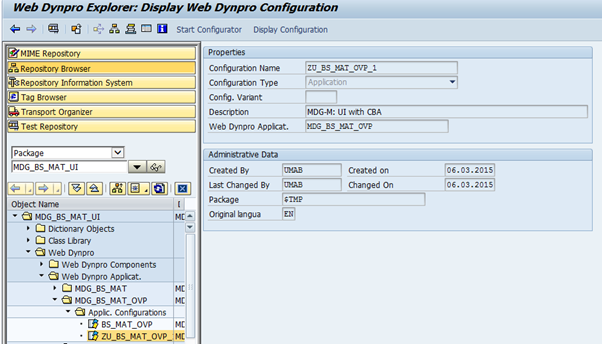 Web Dynpro Explorer: Display Web Dynpro Configuration
Start Configurator Display Configuration
MIME Repository
Repository Browser
Repository Information System
Tag Browser
Transport Organizer
Test Repository
Package
MDG_BS_MAT_UI
Object Name
MDG_BS_MAT_UI MD
Dictionary Objects
Class Library
Web Dynpro
Web Dynpro Components
Web Dynpro Applicat.
MDG_BS_MAT MD
MDG_BS_MAT_OVP MD
Applic. Configurations
BS_MAT_OVP MD
ZU_BS_MAT_OVP_ MD
Properties
Configuration Name ZU_BS_MAT_OVP_1
Configuration Type Application
Config. Variant
Description MDG-M: UI with CBA
Web Dynpro Applicat. MDG_BS_MAT_OVP
Administrative Data
Created By UMAB Created on 06.03.2015
Last Changed By UMAB Changed On 06.03.2015
Package $TMP
Original langua EN